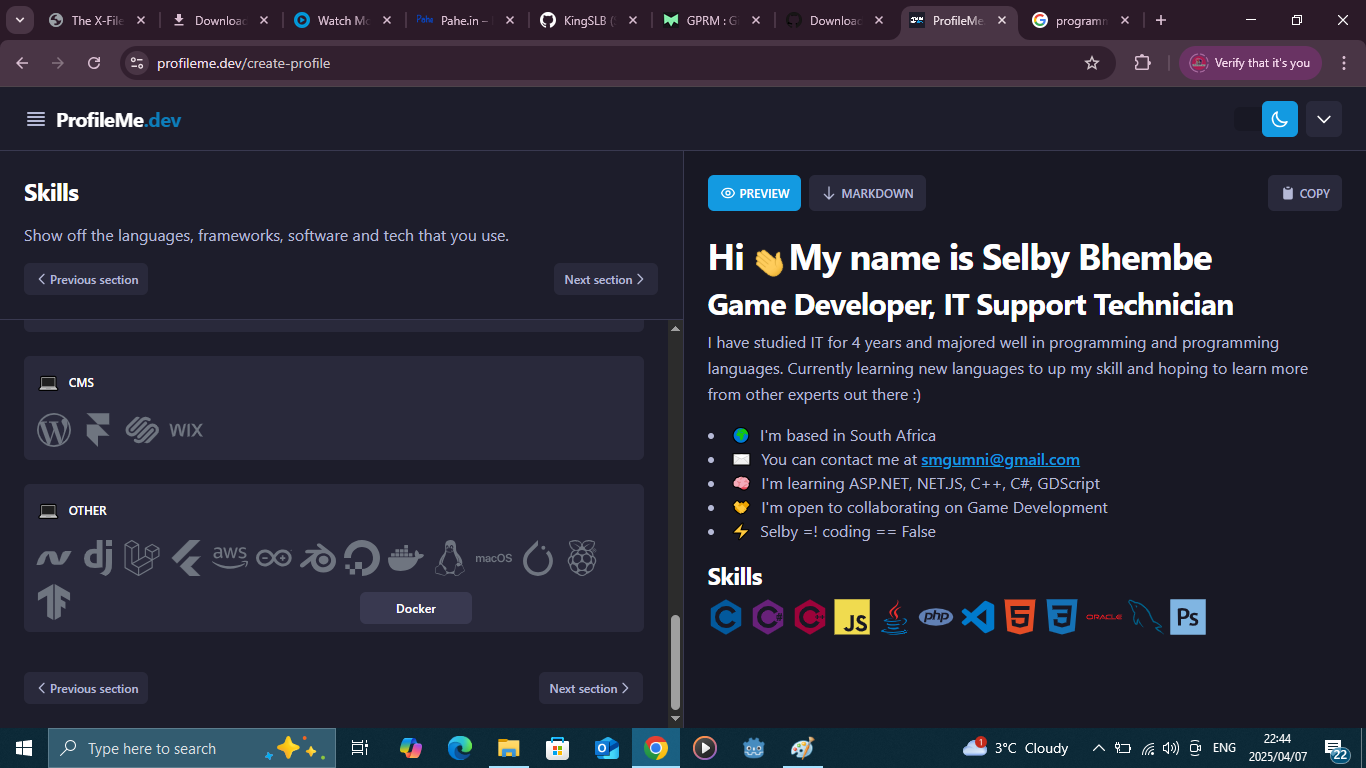 The X-File
Download
Watch Mo
Pahe Pahe.in –
KingSLB (S
GPRM : G
Download
ProfileMe
programm
profileme.dev/create-profile
Verify that it's you
ProfileMe.dev
Skills
Show off the languages, frameworks, software and tech that you use.
Previous section
Next section
CMS
WIX
OTHER
aws
macOS
Docker
Previous section
Next section
PREVIEW
MARKDOWN
COPY
Hi 👋 My name is Selby Bhembe
Game Developer, IT Support Technician
I have studied IT for 4 years and majored well in programming and programming
languages. Currently learning new languages to up my skill and hoping to learn more
from other experts out there :)
• 🌍 I'm based in South Africa
• ✉️ You can contact me at smgumni@gmail.com
• 🧠 I'm learning ASP.NET, NET.JS, C++, C#, GDScript
• 🤝 I'm open to collaborating on Game Development
• ⚡ Selby =! coding == False
Skills
JS php ORACLE Ps
Type here to search
1
3°C Cloudy
ENG
22:44
2025/04/07
22